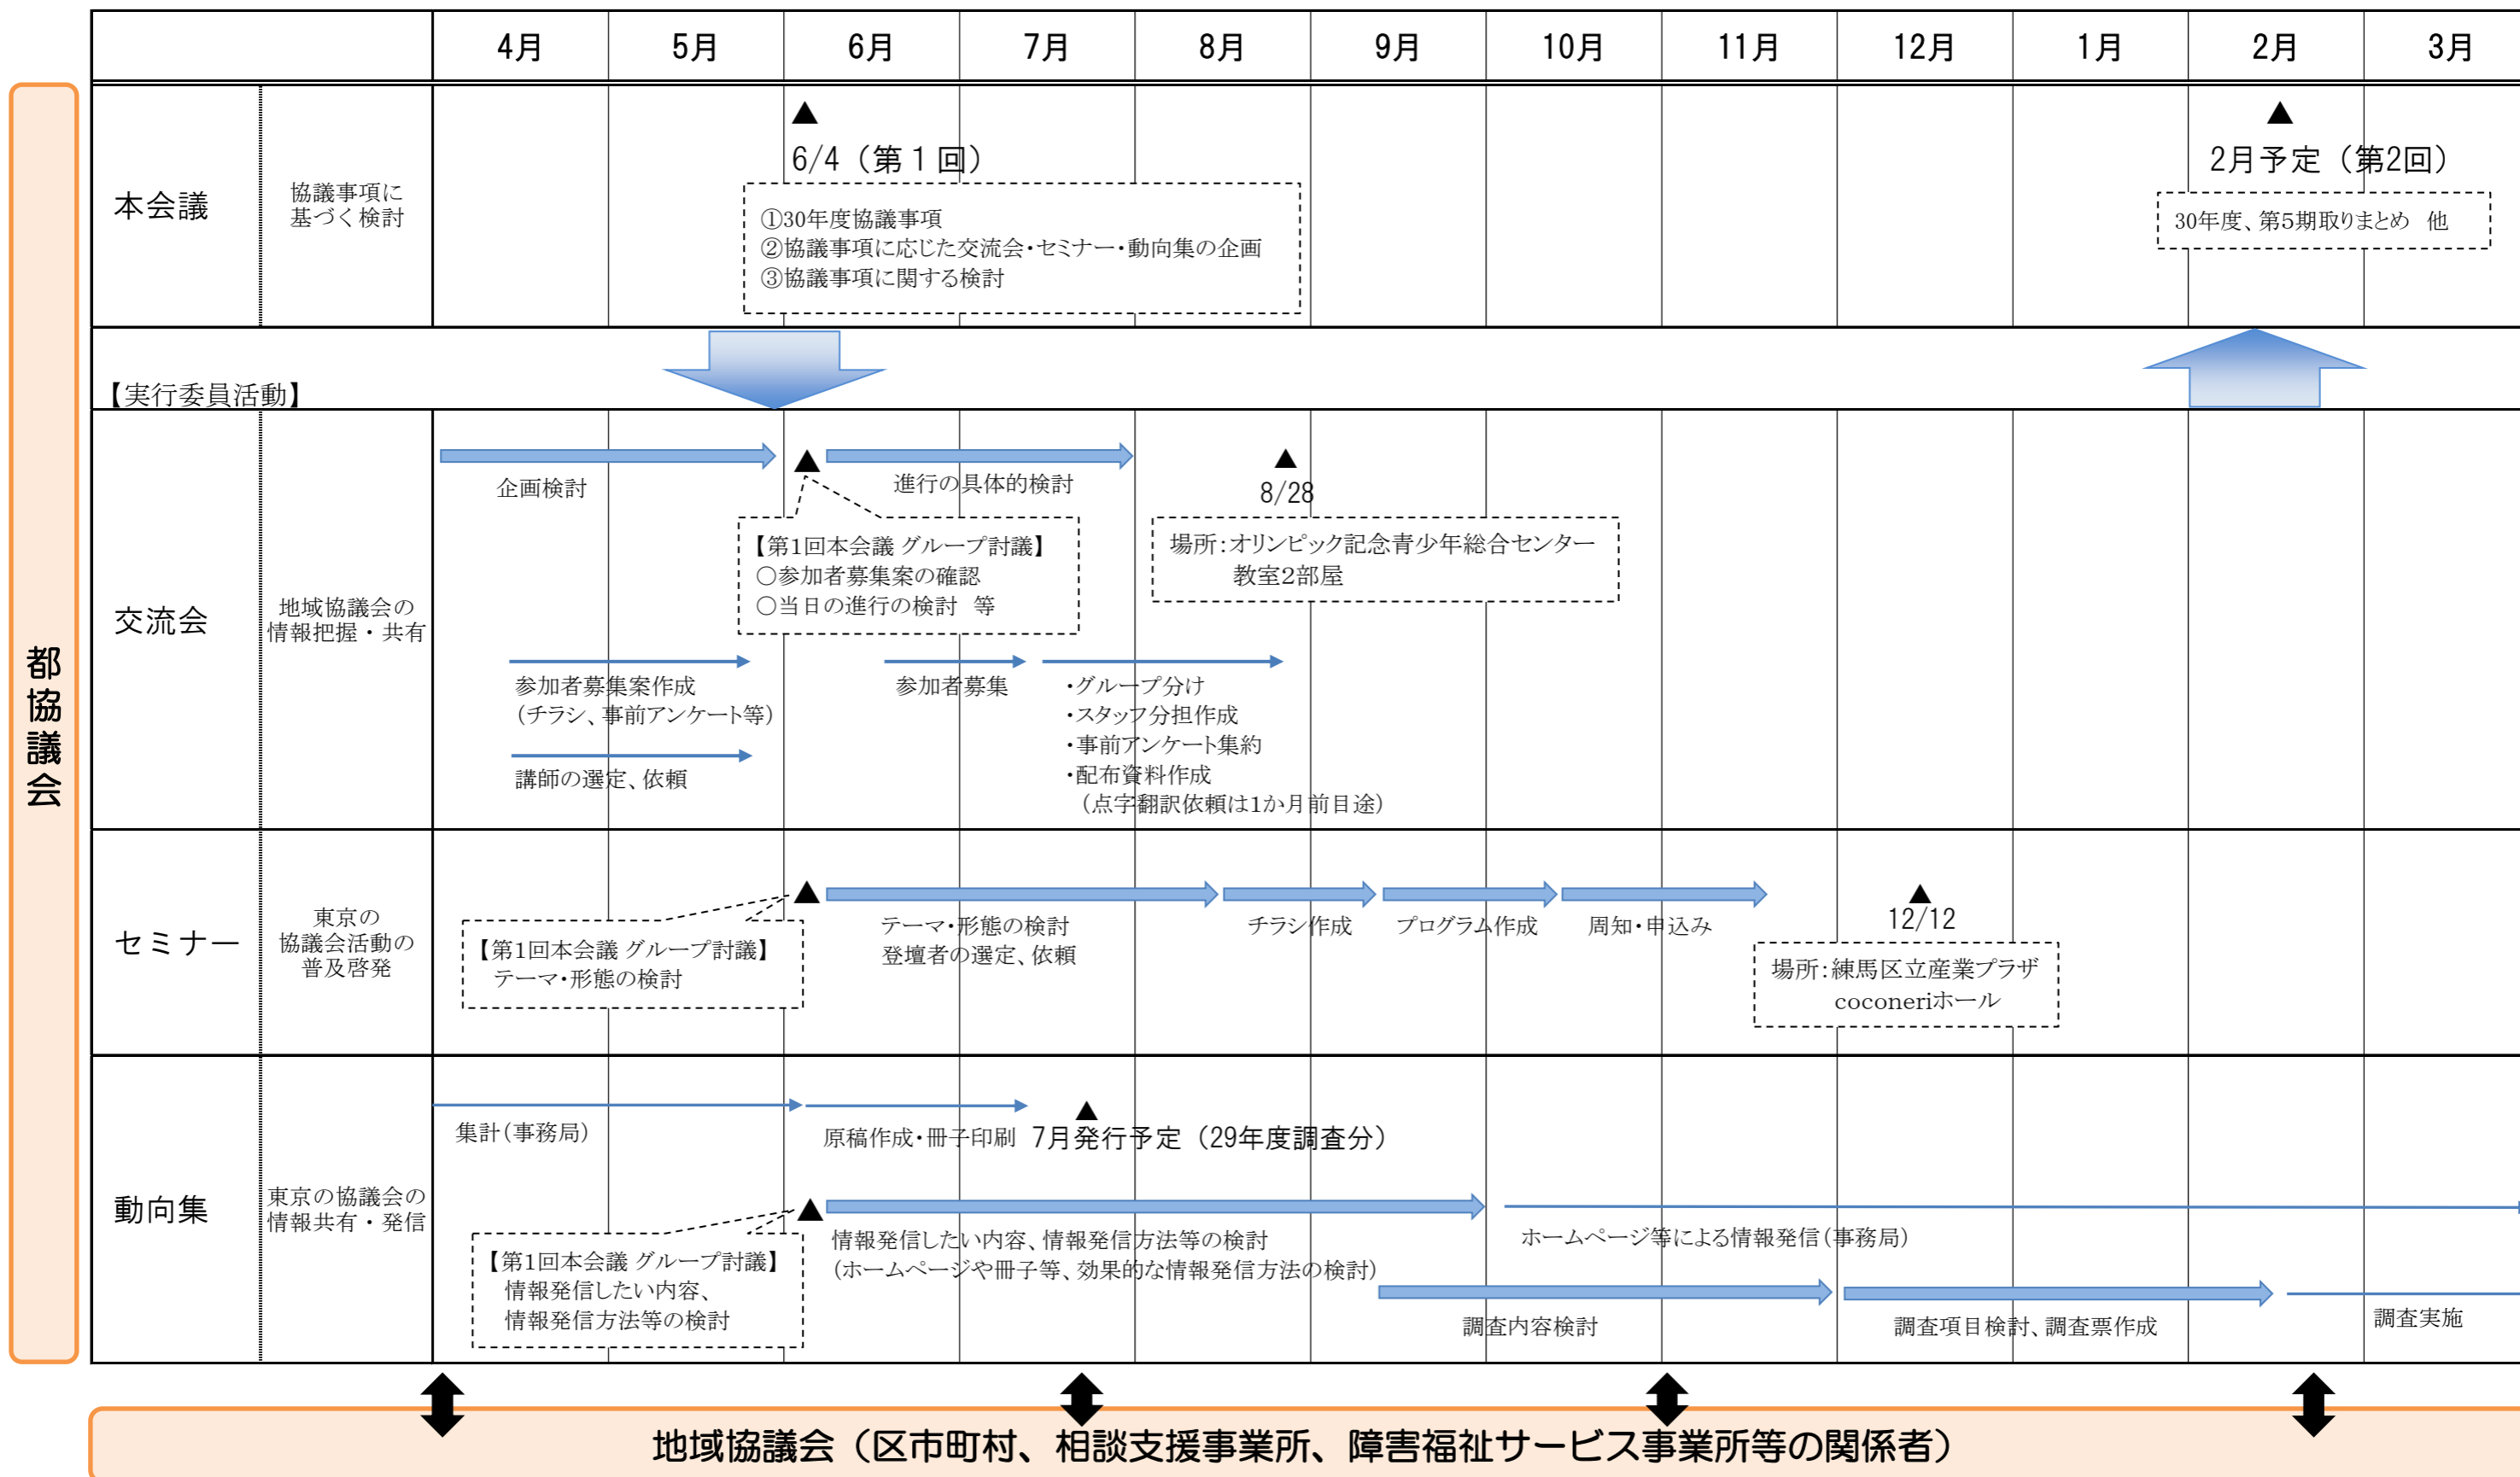 4月
5月
6月
7月
8月
9月
10月
11月
12月
1月
2月
3月
都協議会
本会議
協議事項に
基づく検討
6/4（第１回）
①30年度協議事項
②協議事項に応じた交流会・セミナー・動向集の企画
③協議事項に関する検討
2月予定（第2回）
30年度、第5期取りまとめ　他
【実行委員活動】
交流会
地域協議会の
情報把握・共有
企画検討
進行の具体的検討
8/28
【第1回本会議 グループ討議】
○参加者募集案の確認
○当日の進行の検討　等
場所：オリンピック記念青少年総合センター
教室2部屋
参加者募集案作成
（チラシ、事前アンケート等）
講師の選定、依頼
参加者募集
・グループ分け
・スタッフ分担作成
・事前アンケート集約
・配布資料作成
（点字翻訳依頼は1か月前目途）
セミナー
東京の
協議会活動の
普及啓発
【第1回本会議 グループ討議】
テーマ・形態の検討
テーマ・形態の検討
登壇者の選定、依頼
チラシ作成
プログラム作成
周知・申込み
12/12
場所：練馬区立産業プラザ
coconeriホール
動向集
東京の協議会の
情報共有・発信
集計（事務局）
原稿作成・冊子印刷
7月発行予定（29年度調査分）
【第1回本会議 グループ討議】
情報発信したい内容、
情報発信方法等の検討
情報発信したい内容、情報発信方法等の検討
（ホームページや冊子等、効果的な情報発信方法の検討）
ホームページ等による情報発信（事務局）
調査内容検討
調査項目検討、調査票作成
調査実施
地域協議会（区市町村、相談支援事業所、障害福祉サービス事業所等の関係者）